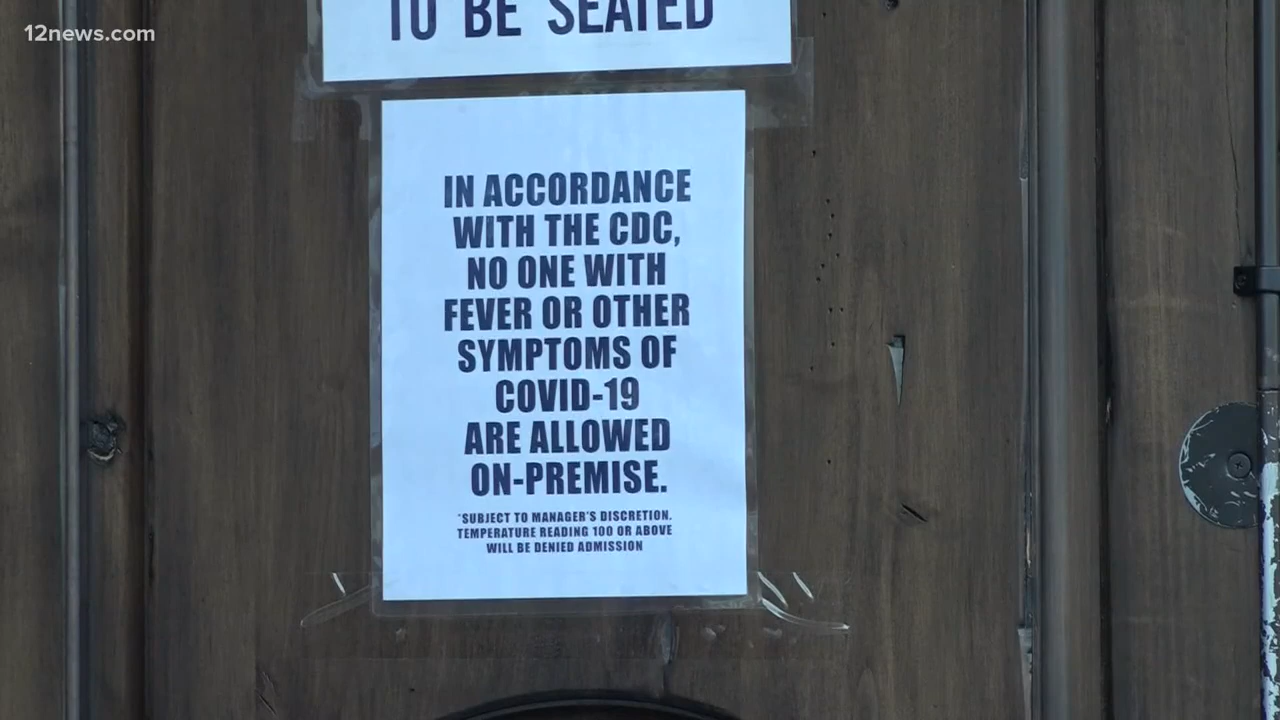 12news.com
TO BE SEATED
IN ACCORDANCE
WITH THE CDC,
NO ONE WITH
FEVER OR OTHER
SYMPTOMS OF
COVID-19
ARE ALLOWED
ON-PREMISE.
*SUBJECT TO MANAGER'S DISCRETION.
TEMPERATURE READING 100 OR ABOVE
WILL BE DENIED ADMISSION